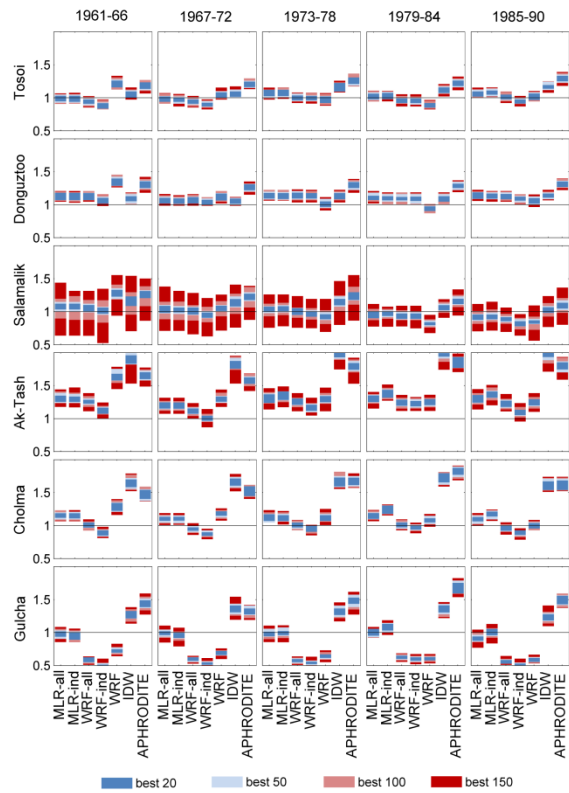 1961-66 1967-72 1973-78 1979-84 1985-90
Tosoi
1.5
1
0.5
Donguztoo
1.5
1
0.5
Salamalik
1.5
1
0.5
Ak-Tash
1.5
1
0.5
Cholma
1.5
1
0.5
Gulcha
1.5
1
0.5
MLR-all MLR-ind WRF-all WRF-ind WRF IDW APHRODITE
MLR-all MLR-ind WRF-all WRF-ind WRF IDW APHRODITE
MLR-all MLR-ind WRF-all WRF-ind WRF IDW APHRODITE
MLR-all MLR-ind WRF-all WRF-ind WRF IDW APHRODITE
MLR-all MLR-ind WRF-all WRF-ind WRF IDW APHRODITE
best 20 best 50 best 100 best 150